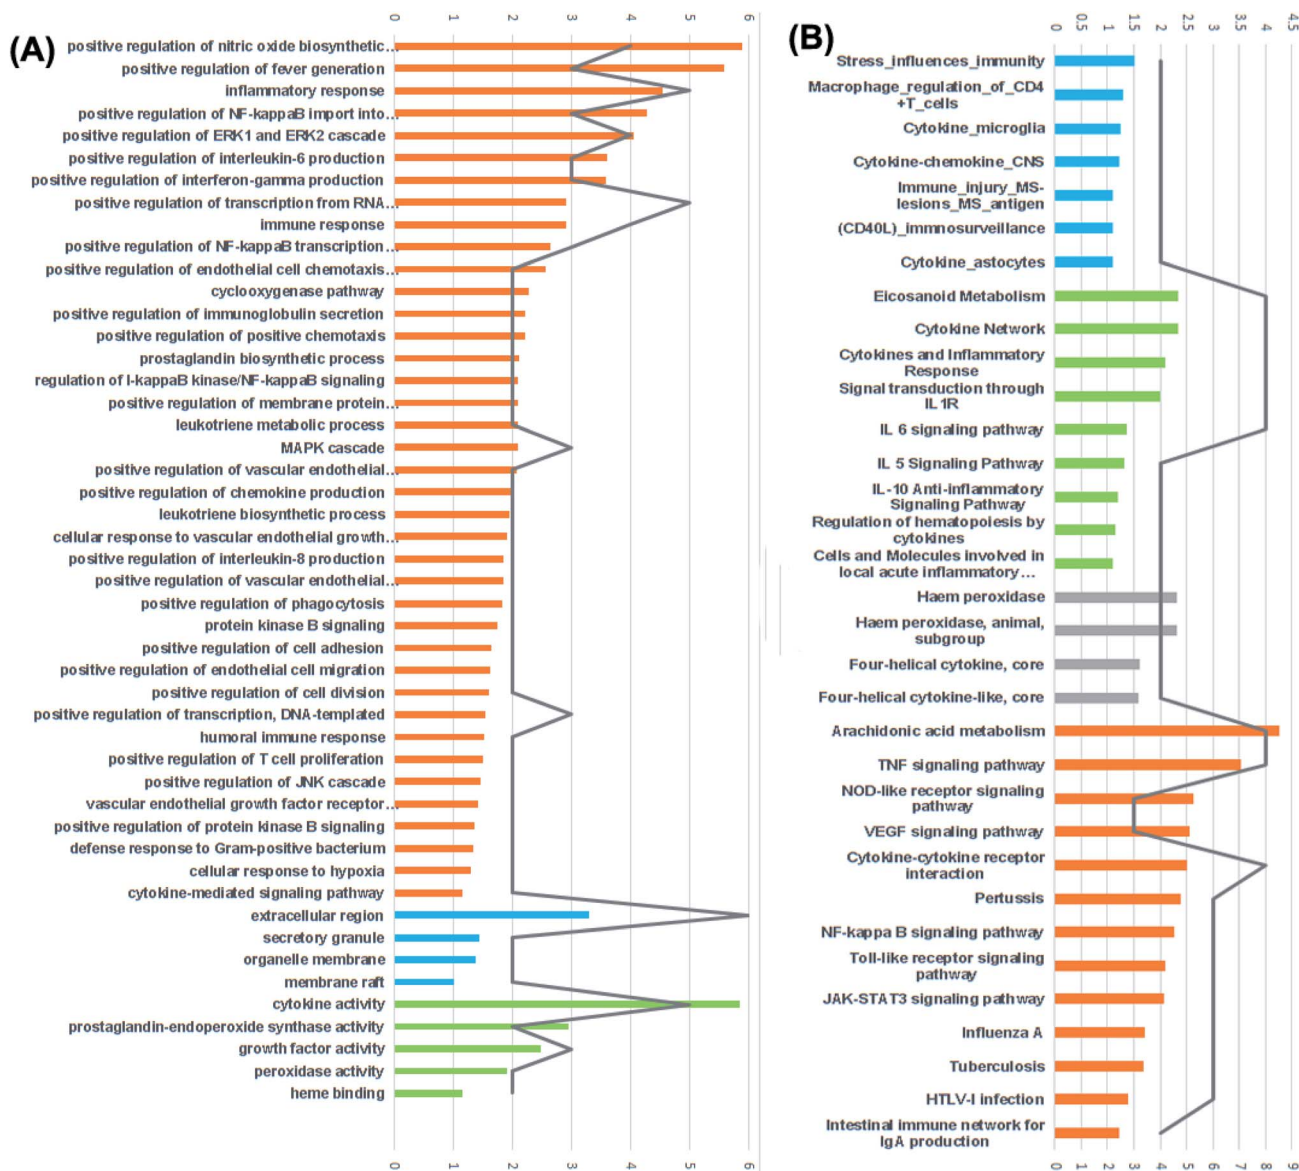 (A)
0 1 2 3 4 5 6
positive regulation of nitric oxide biosynthetic...
positive regulation of fever generation
inflammatory response
positive regulation of NF-kappaB import into...
positive regulation of ERK1 and ERK2 cascade
positive regulation of interleukin-6 production
positive regulation of interferon-gamma production
positive regulation of transcription from RNA...
immune response
positive regulation of NF-kappaB transcription...
positive regulation of endothelial cell chemotaxis...
cyclooxygenase pathway
positive regulation of immunoglobulin secretion
positive regulation of positive chemotaxis
prostaglandin biosynthetic process
regulation of I-kappaB kinase/NF-kappaB signaling
positive regulation of membrane protein...
leukotriene metabolic process
MAPK cascade
positive regulation of vascular endothelial...
positive regulation of chemokine production
leukotriene biosynthetic process
cellular response to vascular endothelial growth...
positive regulation of interleukin-8 production
positive regulation of vascular endothelial...
positive regulation of phagocytosis
protein kinase B signaling
positive regulation of cell adhesion
positive regulation of endothelial cell migration
positive regulation of cell division
positive regulation of transcription, DNA-templated
humoral immune response
positive regulation of T cell proliferation
positive regulation of JNK cascade
vascular endothelial growth factor receptor...
positive regulation of protein kinase B signaling
defense response to Gram-positive bacterium
cellular response to hypoxia
cytokine-mediated signaling pathway
extracellular region
secretory granule
organelle membrane
membrane raft
cytokine activity
prostaglandin-endoperoxide synthase activity
growth factor activity
peroxidase activity
heme binding
0 1 2 3 4 5 6
(B)
0 0.5 1 1.5 2 2.5 3 3.5 4 4.5
Stress_influences_immunity
Macrophage_regulation_of_CD4
+T_cells
Cytokine_microglia
Cytokine-chemokine_CNS
Immune_injury_MS-
lesions_MS_antigen
(CD40L)_immnosurveillance
Cytokine_astocytes
Eicosanoid Metabolism
Cytokine Network
Cytokines and Inflammatory
Response
Signal transduction through
IL1R
IL 6 signaling pathway
IL 5 Signaling Pathway
IL-10 Anti-inflammatory
Signaling Pathway
Regulation of hematopoiesis by
cytokines
Cells and Molecules involved in
local acute inflammatory...
Haem peroxidase
Haem peroxidase, animal,
subgroup
Four-helical cytokine, core
Four-helical cytokine-like, core
Arachidonic acid metabolism
TNF signaling pathway
NOD-like receptor signaling
pathway
VEGF signaling pathway
Cytokine-cytokine receptor
interaction
Pertussis
NF-kappa B signaling pathway
Toll-like receptor signaling
pathway
JAK-STAT3 signaling pathway
Influenza A
Tuberculosis
HTLV-I infection
Intestinal immune network for
IgA production
0 1 2 3 4 5 6 7 8 9